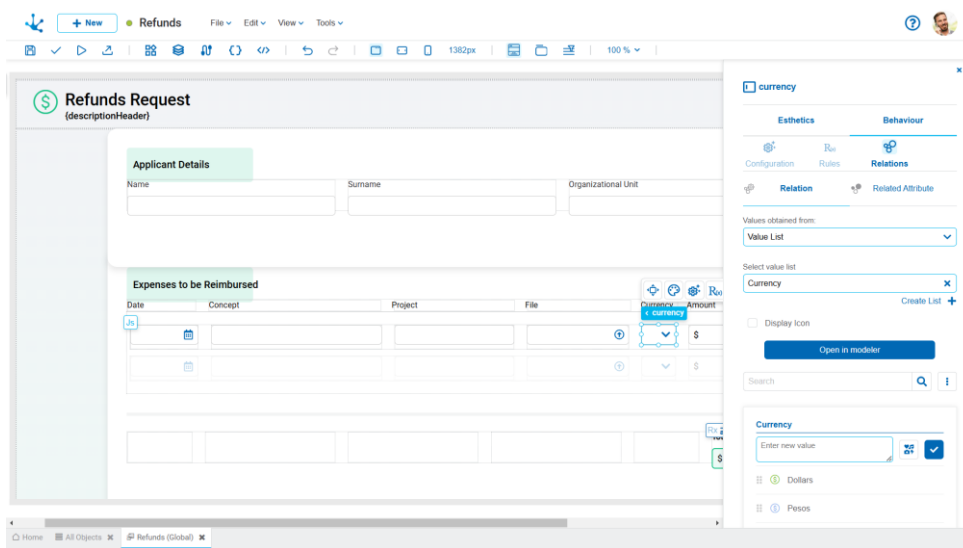 + New
Refunds
File
Edit
View
Tools
?
1382px
100 %
Refunds Request
{descriptionHeader}
Applicant Details
Name
Surname
Organizational Unit
Expenses to be Reimbursed
Date
Concept
Project
File
Currency
Amount
currency
Js
$
$
Rx
$
currency
Esthetics
Behaviour
Configuration
Rules
Relations
Relation
Related Attribute
Values obtained from:
Value List
Select value list
Currency
Create List +
Display Icon
Open in modeler
Search
Currency
Enter new value
Dollars
Pesos
Home
All Objects
Refunds (Global)